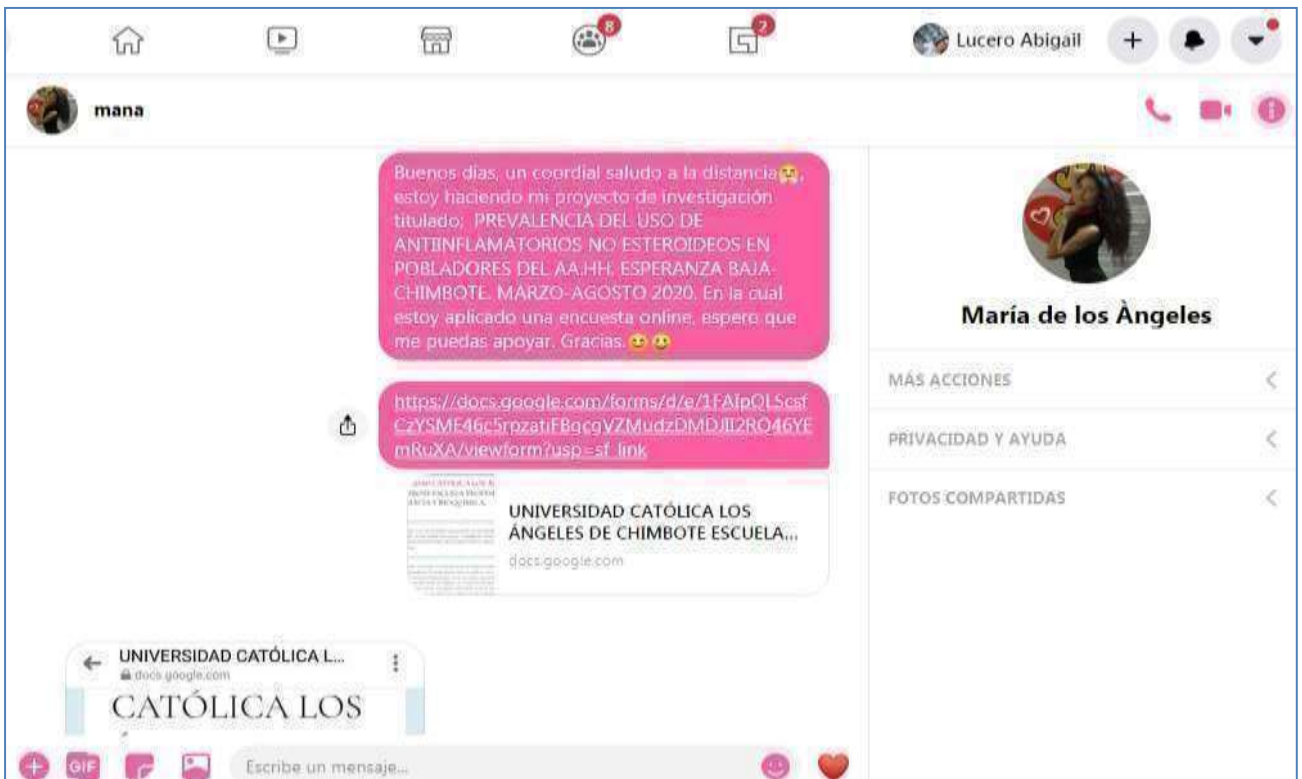 8
2
Lucero Abigail
mana
Buenos días, un coordial saludo a la distancia🤗,
estoy haciendo mi proyecto de investigación
titulado: PREVALENCIA DEL USO DE
ANTIINFLAMATORIOS NO ESTEROIDEOS EN
POBLADORES DEL AA.HH. ESPERANZA BAJA-
CHIMBOTE. MARZO-AGOSTO 2020. En la cual
estoy aplicado una encuesta online, espero que
me puedas apoyar. Gracias.
https://docs.google.com/forms/d/e/
mRuXA/viewform?usp=sf_link
UNIVERSIDAD CATÓLICA LOS
ÁNGELES DE CHIMBOTE ESCUELA...
docs.google.com
UNIVERSIDAD CATÓLICA L...
docs.google.com
CATÓLICA LOS
GIF
Escribe un mensaje...
María de los Àngeles
MÁS ACCIONES
PRIVACIDAD Y AYUDA
FOTOS COMPARTIDAS